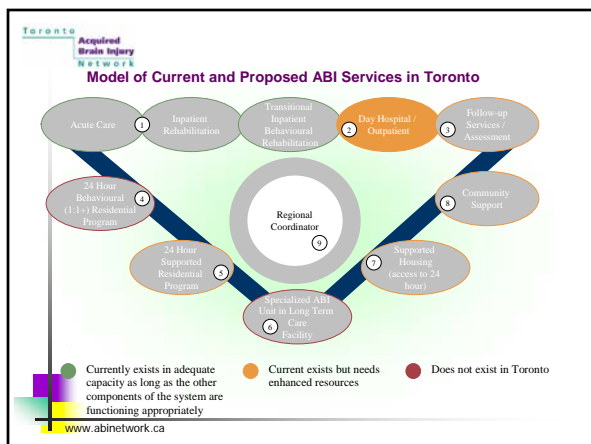 Toronto
Acquired
Brain Injury
Network
Model of Current and Proposed ABI Services in Toronto
Acute Care
1
Inpatient
Rehabilitation
Transitional
Inpatient
Behavioural
Rehabilitation
2
Day Hospital /
Outpatient
3
Follow-up
Services /
Assessment
24 Hour
Behavioural
(1:1+) Residential
Program
4
Regional
Coordinator
9
8
Community
Support
24 Hour
Supported
Residential
Program
5
7
Supported
Housing
(access to 24
hour)
Specialized ABI
Unit in Long Term
Care
Facility
6
Currently exists in adequate
capacity as long as the other
components of the system are
functioning appropriately
Current exists but needs
enhanced resources
Does not exist in Toronto
www.abinetwork.ca